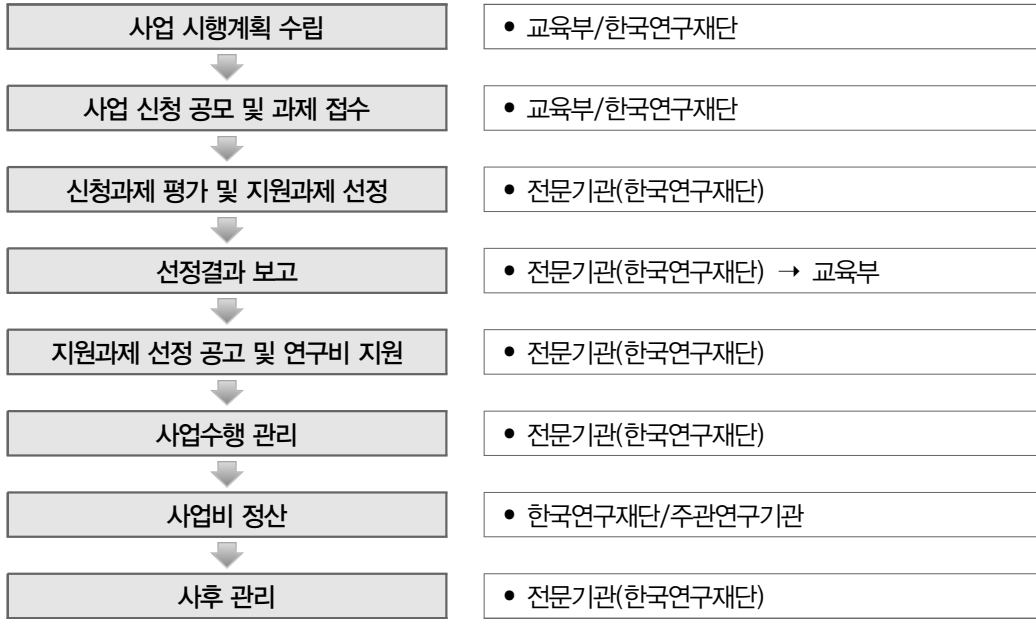 사업 시행계획 수립
• 교육부/한국연구재단
사업 신청 공모 및 과제 접수
• 교육부/한국연구재단
신청과제 평가 및 지원과제 선정
• 전문기관(한국연구재단)
선정결과 보고
• 전문기관(한국연구재단) → 교육부
지원과제 선정 공고 및 연구비 지원
• 전문기관(한국연구재단)
사업수행 관리
• 전문기관(한국연구재단)
사업비 정산
• 한국연구재단/주관연구기관
사후 관리
• 전문기관(한국연구재단)